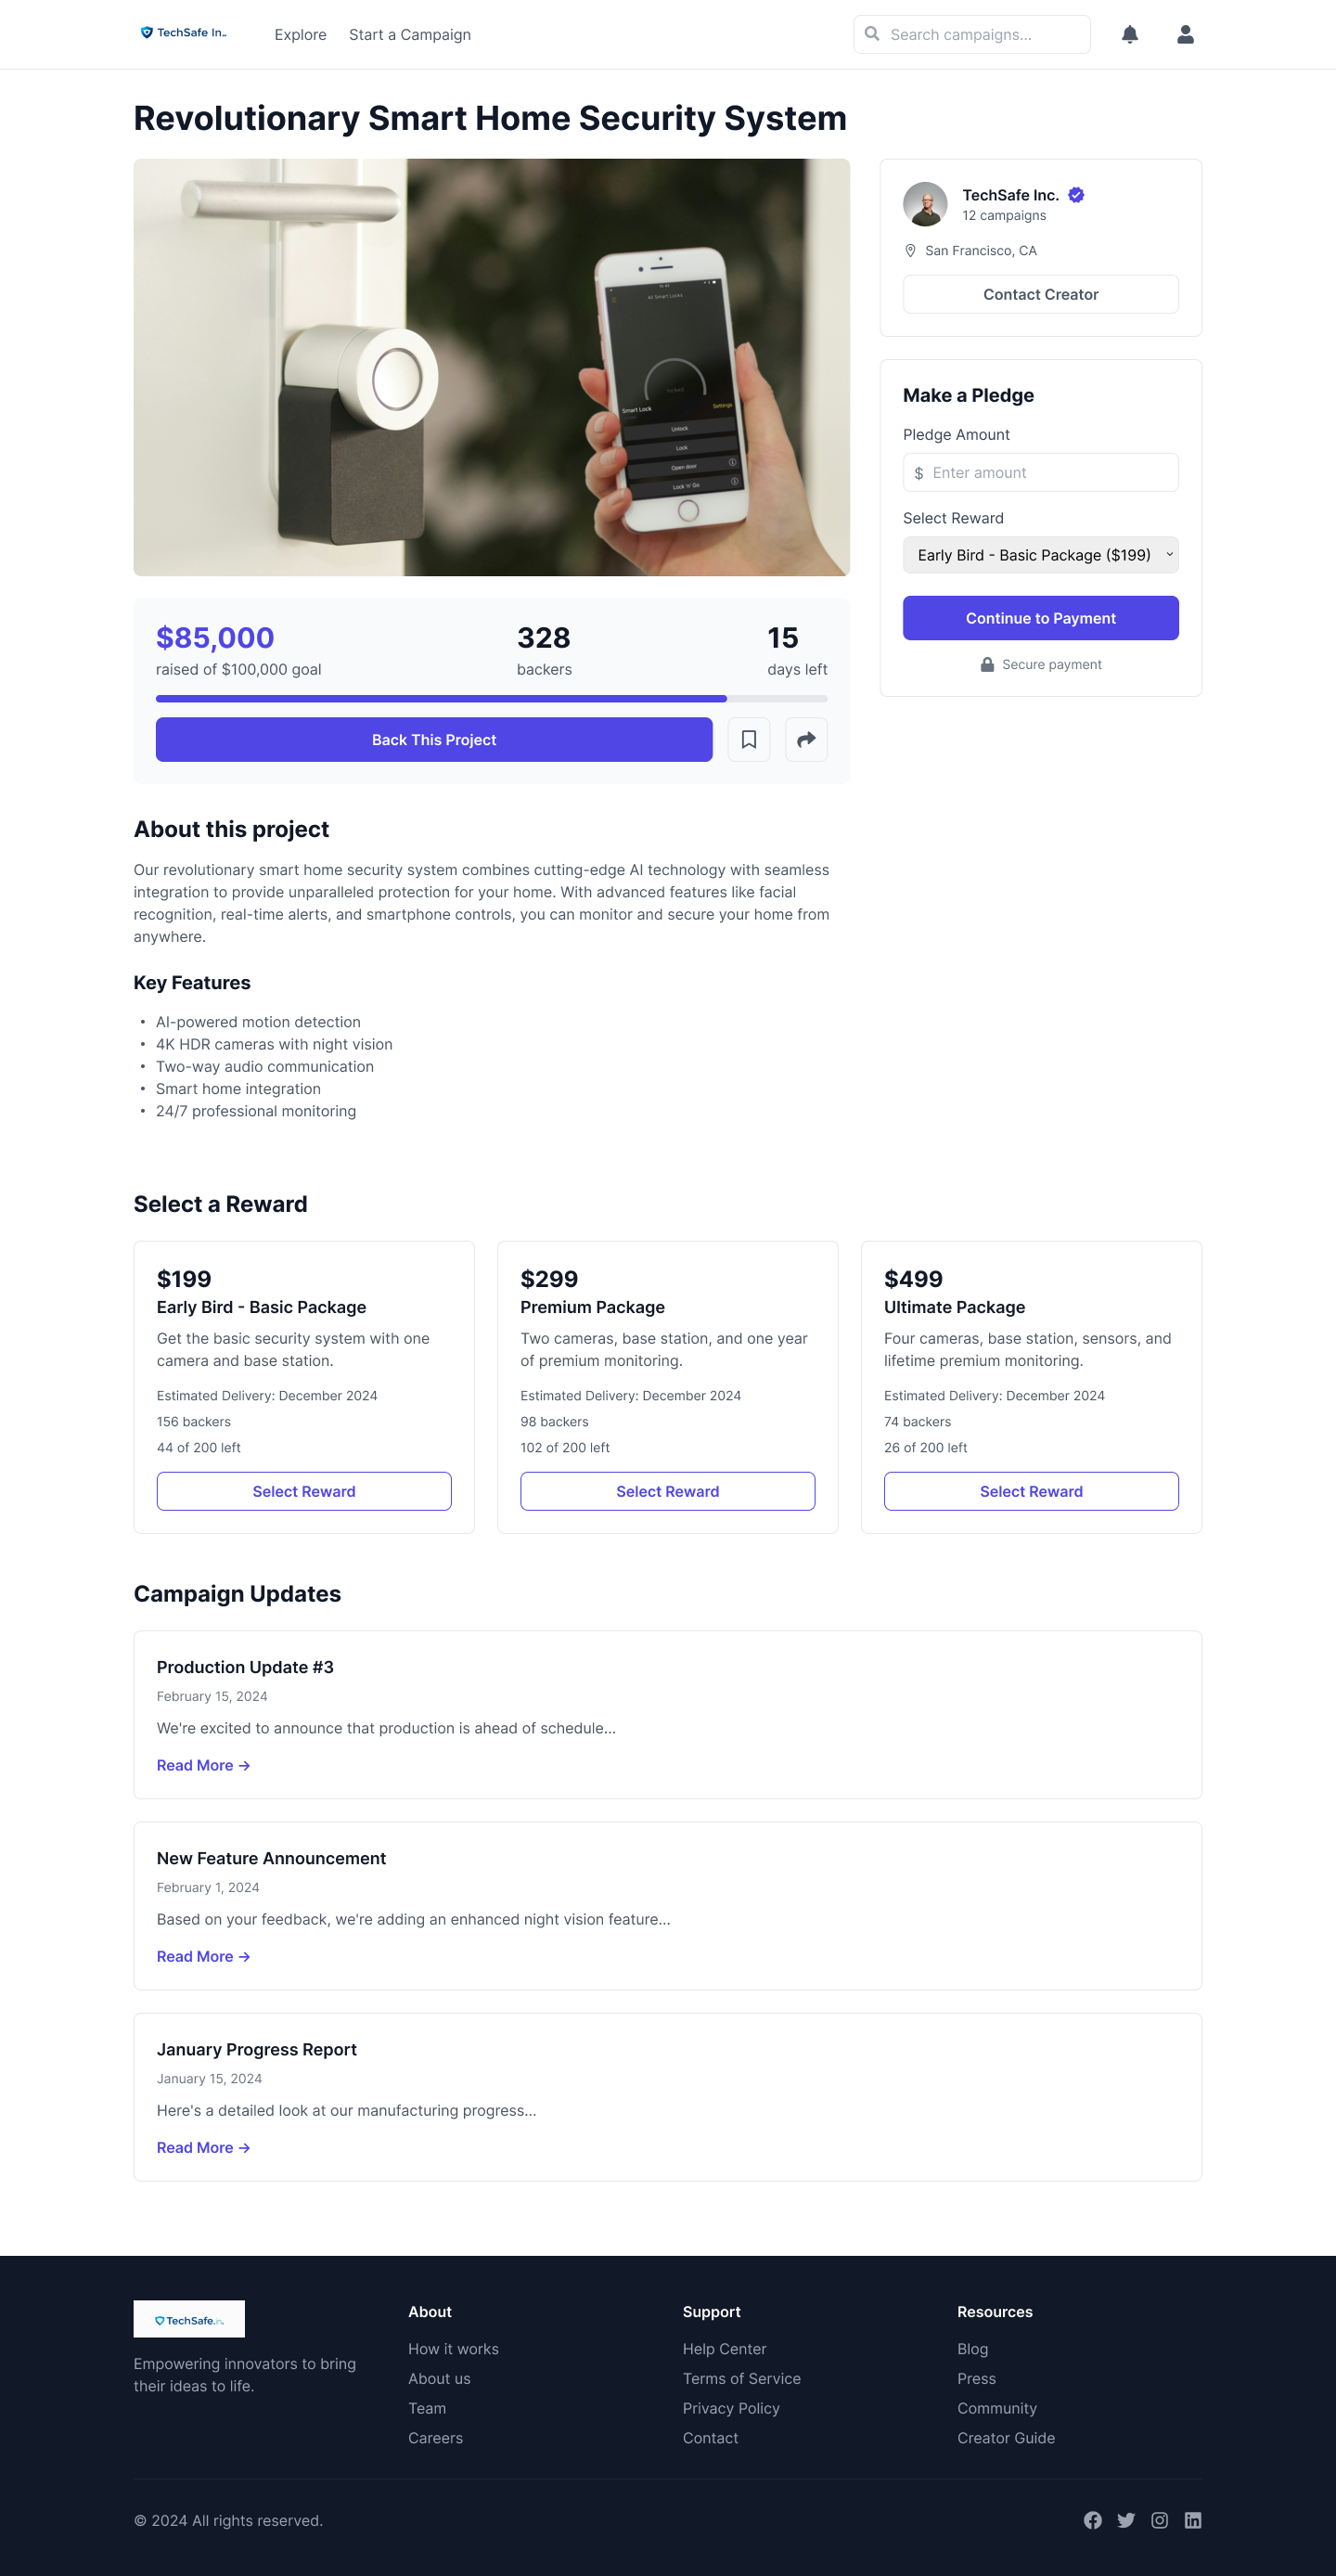 TechSafe In..
Explore
Start a Campaign
Search campaigns...
Revolutionary Smart Home Security System
Smart Lock
Settings
Unlock
Lock
Open door
Lock 'n' Go
TechSafe Inc.
12 campaigns
San Francisco, CA
Contact Creator
Make a Pledge
Pledge Amount
$ Enter amount
Select Reward
Early Bird - Basic Package ($199)
Continue to Payment
Secure payment
$85,000
raised of $100,000 goal
328
backers
15
days left
Back This Project
About this project
Our revolutionary smart home security system combines cutting-edge AI technology with seamless
integration to provide unparalleled protection for your home. With advanced features like facial
recognition, real-time alerts, and smartphone controls, you can monitor and secure your home from
anywhere.
Key Features
• AI-powered motion detection
• 4K HDR cameras with night vision
• Two-way audio communication
• Smart home integration
• 24/7 professional monitoring
Select a Reward
$199
Early Bird - Basic Package
Get the basic security system with one
camera and base station.
Estimated Delivery: December 2024
156 backers
44 of 200 left
Select Reward
$299
Premium Package
Two cameras, base station, and one year
of premium monitoring.
Estimated Delivery: December 2024
98 backers
102 of 200 left
Select Reward
$499
Ultimate Package
Four cameras, base station, sensors, and
lifetime premium monitoring.
Estimated Delivery: December 2024
74 backers
26 of 200 left
Select Reward
Campaign Updates
Production Update #3
February 15, 2024
We're excited to announce that production is ahead of schedule...
Read More →
New Feature Announcement
February 1, 2024
Based on your feedback, we're adding an enhanced night vision feature...
Read More →
January Progress Report
January 15, 2024
Here's a detailed look at our manufacturing progress...
Read More →
TechSafe.in.
Empowering innovators to bring
their ideas to life.
About
How it works
About us
Team
Careers
Support
Help Center
Terms of Service
Privacy Policy
Contact
Resources
Blog
Press
Community
Creator Guide
© 2024 All rights reserved.